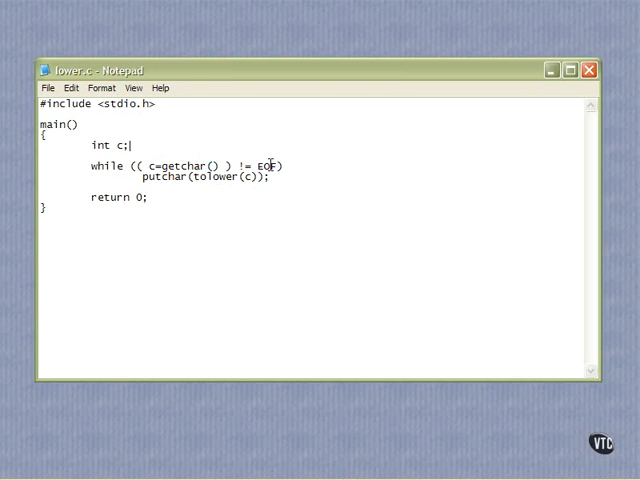 lower.c - Notepad
File Edit Format View Help
#include <stdio.h>
main()
{
int c;
while (( c=getchar() ) != EOF)
putchar(tolower(c));
return 0;
}
VTC